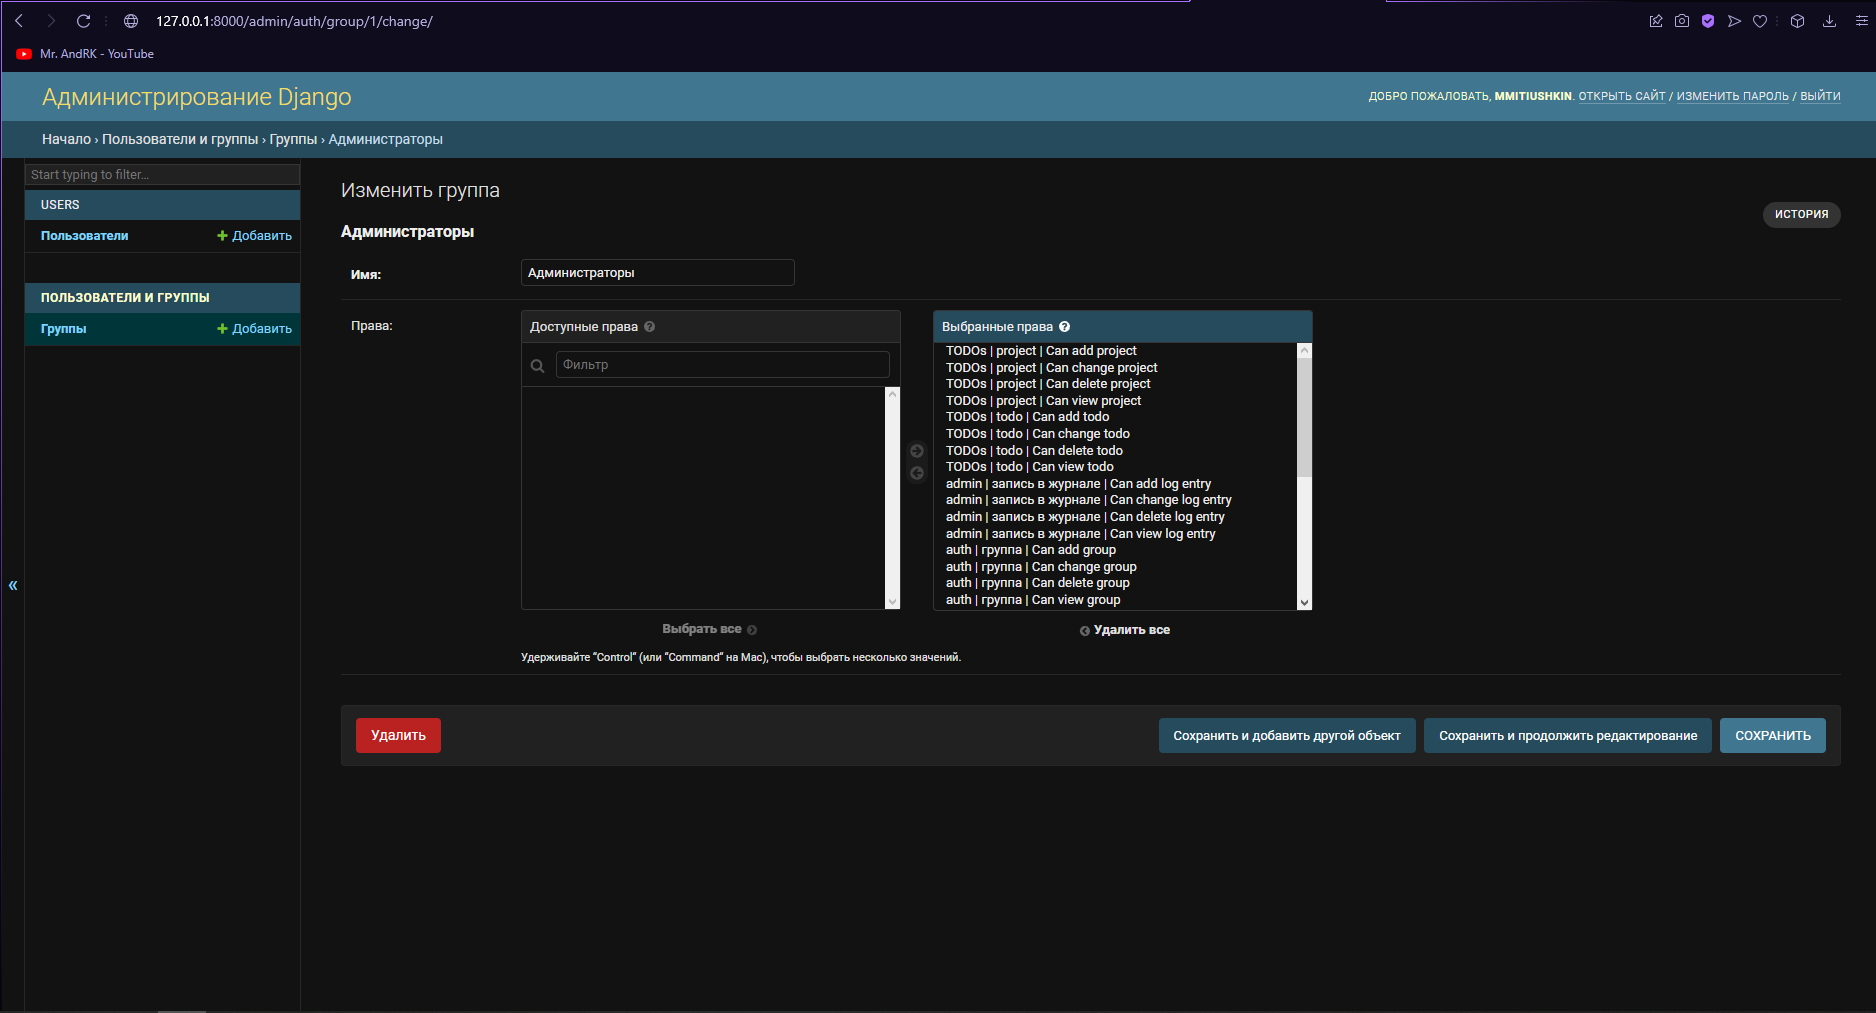 127.0.0.1:8000/admin/auth/group/1/change/
Mr. AndRK - YouTube
Администрирование Django
ДОБРО ПОЖАЛОВАТЬ, MMITIUSHKIN. ОТКРЫТЬ САЙТ / ИЗМЕНИТЬ ПАРОЛЬ / ВЫЙТИ
Начало › Пользователи и группы › Группы › Администраторы
Start typing to filter...
USERS
Пользователи
Добавить
ПОЛЬЗОВАТЕЛИ И ГРУППЫ
Группы
Добавить
«
Изменить группа
ИСТОРИЯ
Администраторы
Имя:
Администраторы
Права:
Доступные права ?
Фильтр
Выбрать все
Выбранные права ?
TODOs | project | Can add project
TODOs | project | Can change project
TODOs | project | Can delete project
TODOs | project | Can view project
TODOs | todo | Can add todo
TODOs | todo | Can change todo
TODOs | todo | Can delete todo
TODOs | todo | Can view todo
admin | запись в журнале | Can add log entry
admin | запись в журнале | Can change log entry
admin | запись в журнале | Can delete log entry
admin | запись в журнале | Can view log entry
auth | группа | Can add group
auth | группа | Can change group
auth | группа | Can delete group
auth | группа | Can view group
Удалить все
Удерживайте “Control” (или “Command” на Mac), чтобы выбрать несколько значений.
Удалить
Сохранить и добавить другой объект
Сохранить и продолжить редактирование
СОХРАНИТЬ